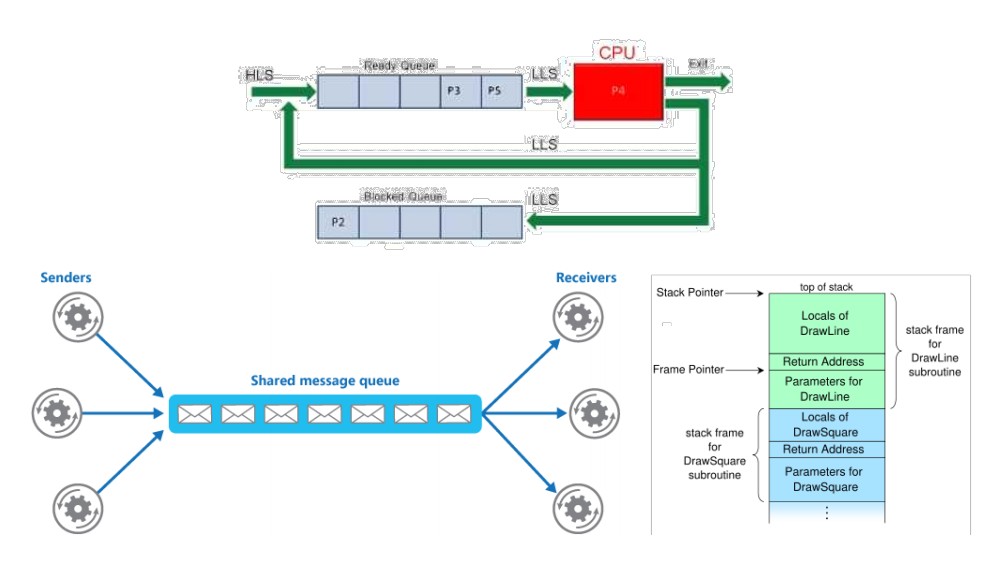 CPU
HLS
Ready Queue
LLS
Exit
P3
P5
P4
LLS
Blocked Queue
LLS
P2
Senders
Receivers
Shared message queue
Stack Pointer
top of stack
Locals of
DrawLine
Return Address
Frame Pointer
Parameters for
DrawLine
stack frame
for
DrawLine
subroutine
Locals of
DrawSquare
Return Address
Parameters for
DrawSquare
stack frame
for
DrawSquare
subroutine
⋮